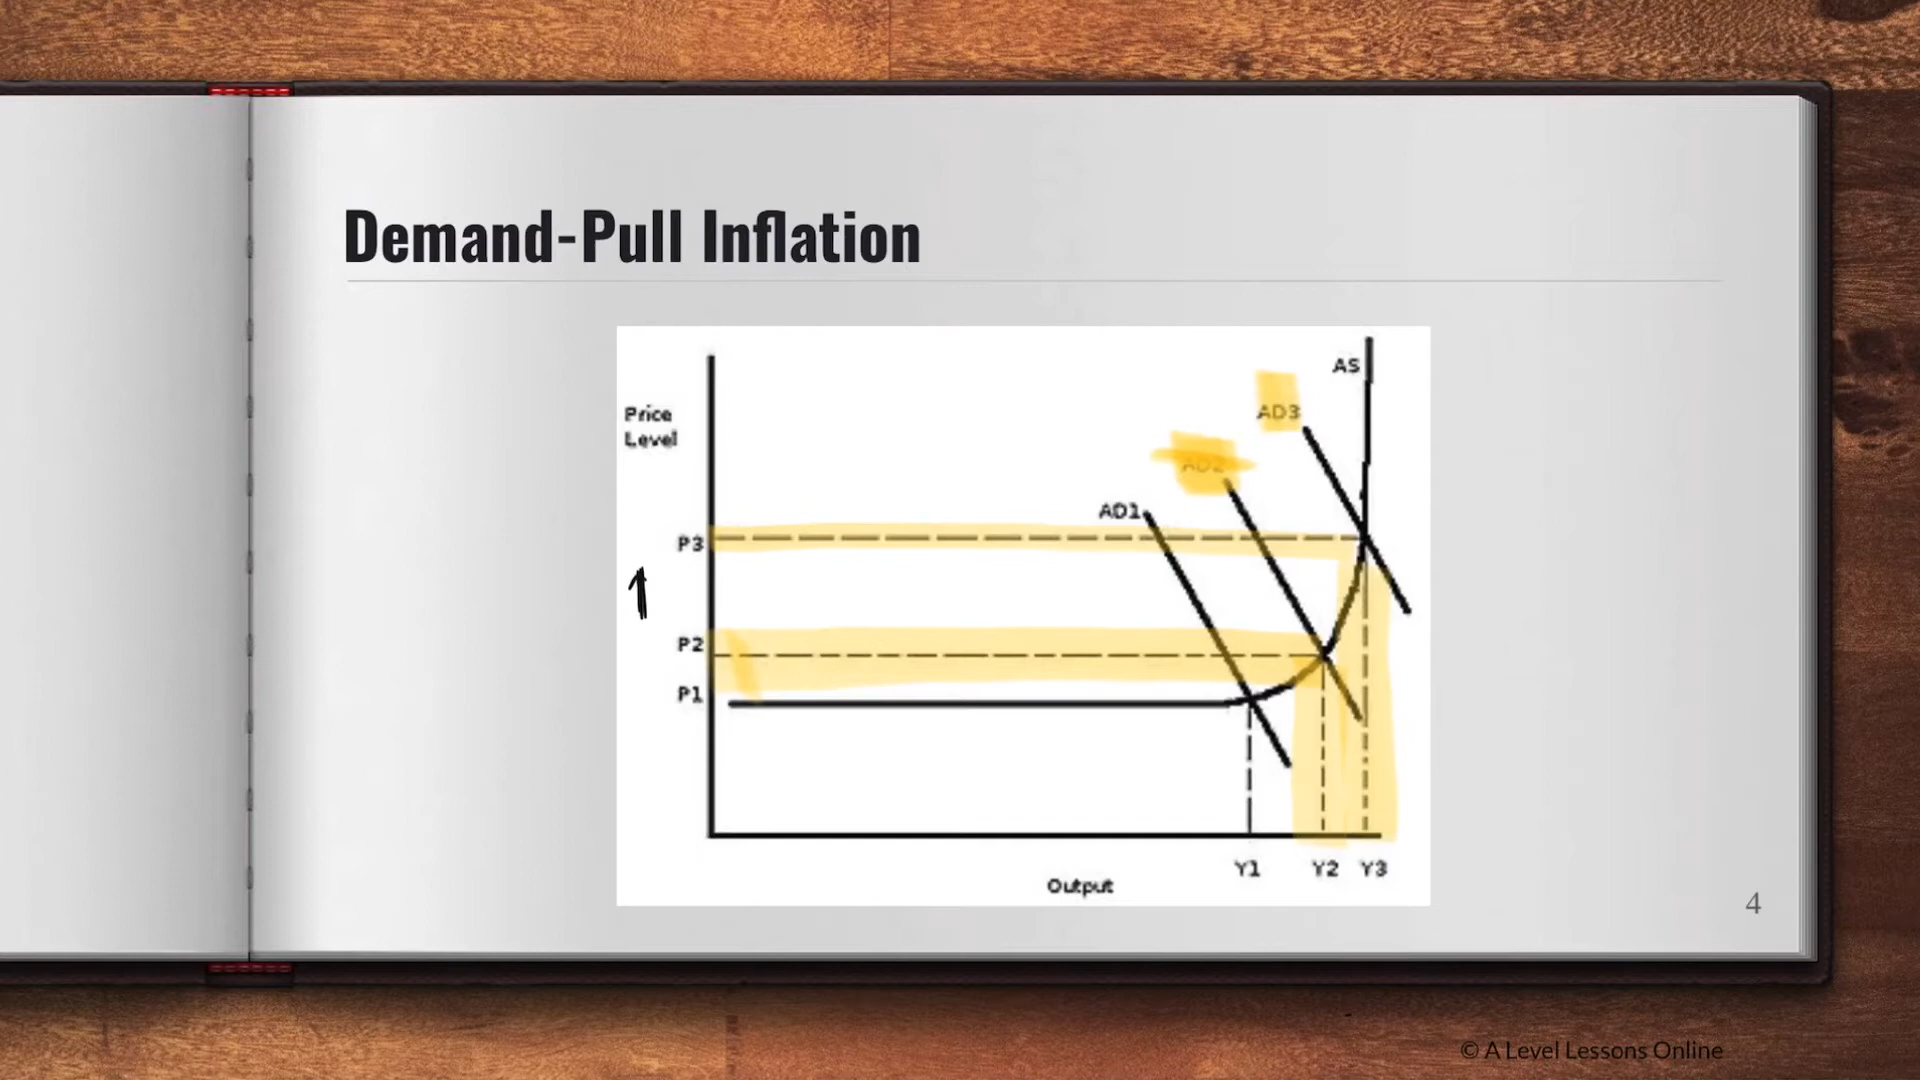 Demand-Pull Inflation
AS
AD3
Price
Level
AD2
AD1
P3
P2
P1
Y1 Y2 Y3
Output
4
© A Level Lessons Online